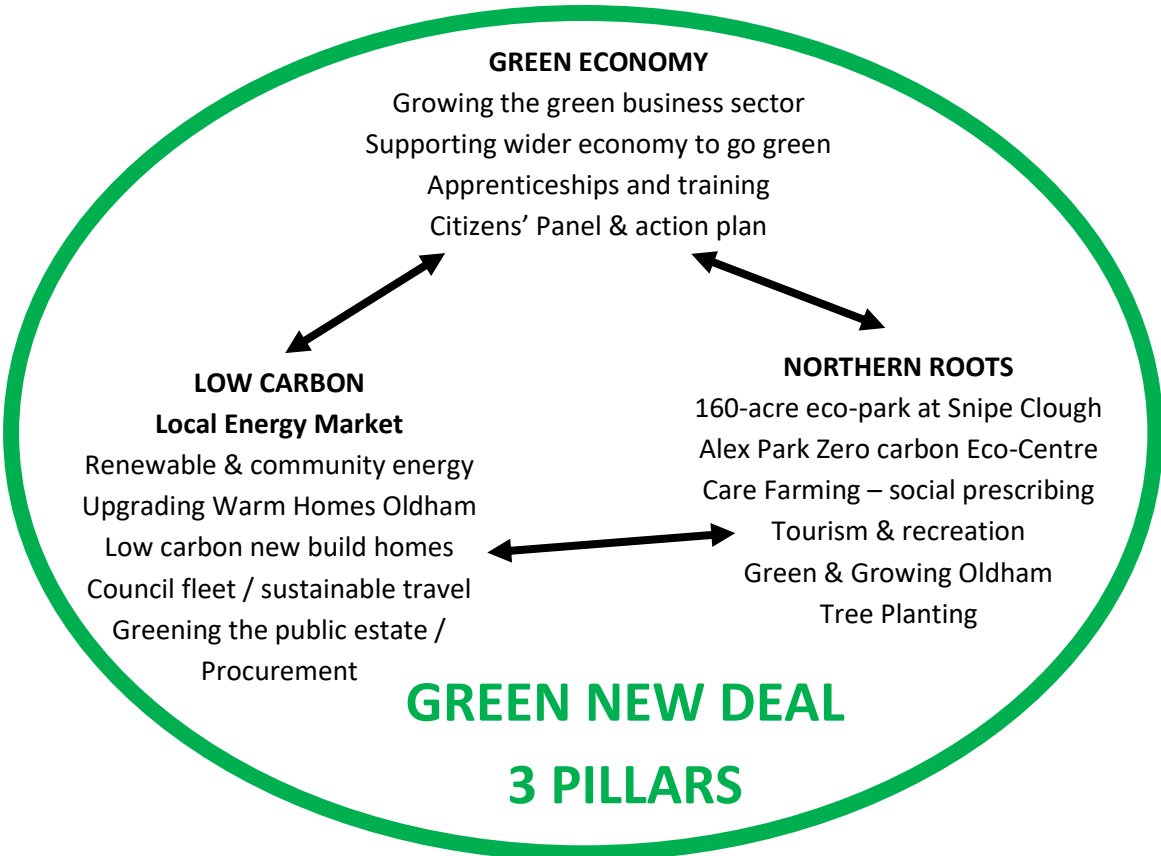 GREEN ECONOMY
Growing the green business sector
Supporting wider economy to go green
Apprenticeships and training
Citizens’ Panel & action plan
LOW CARBON
Local Energy Market
Renewable & community energy
Upgrading Warm Homes Oldham
Low carbon new build homes
Council fleet / sustainable travel
Greening the public estate /
Procurement
NORTHERN ROOTS
160-acre eco-park at Snipe Clough
Alex Park Zero carbon Eco-Centre
Care Farming – social prescribing
Tourism & recreation
Green & Growing Oldham
Tree Planting
GREEN NEW DEAL
3 PILLARS